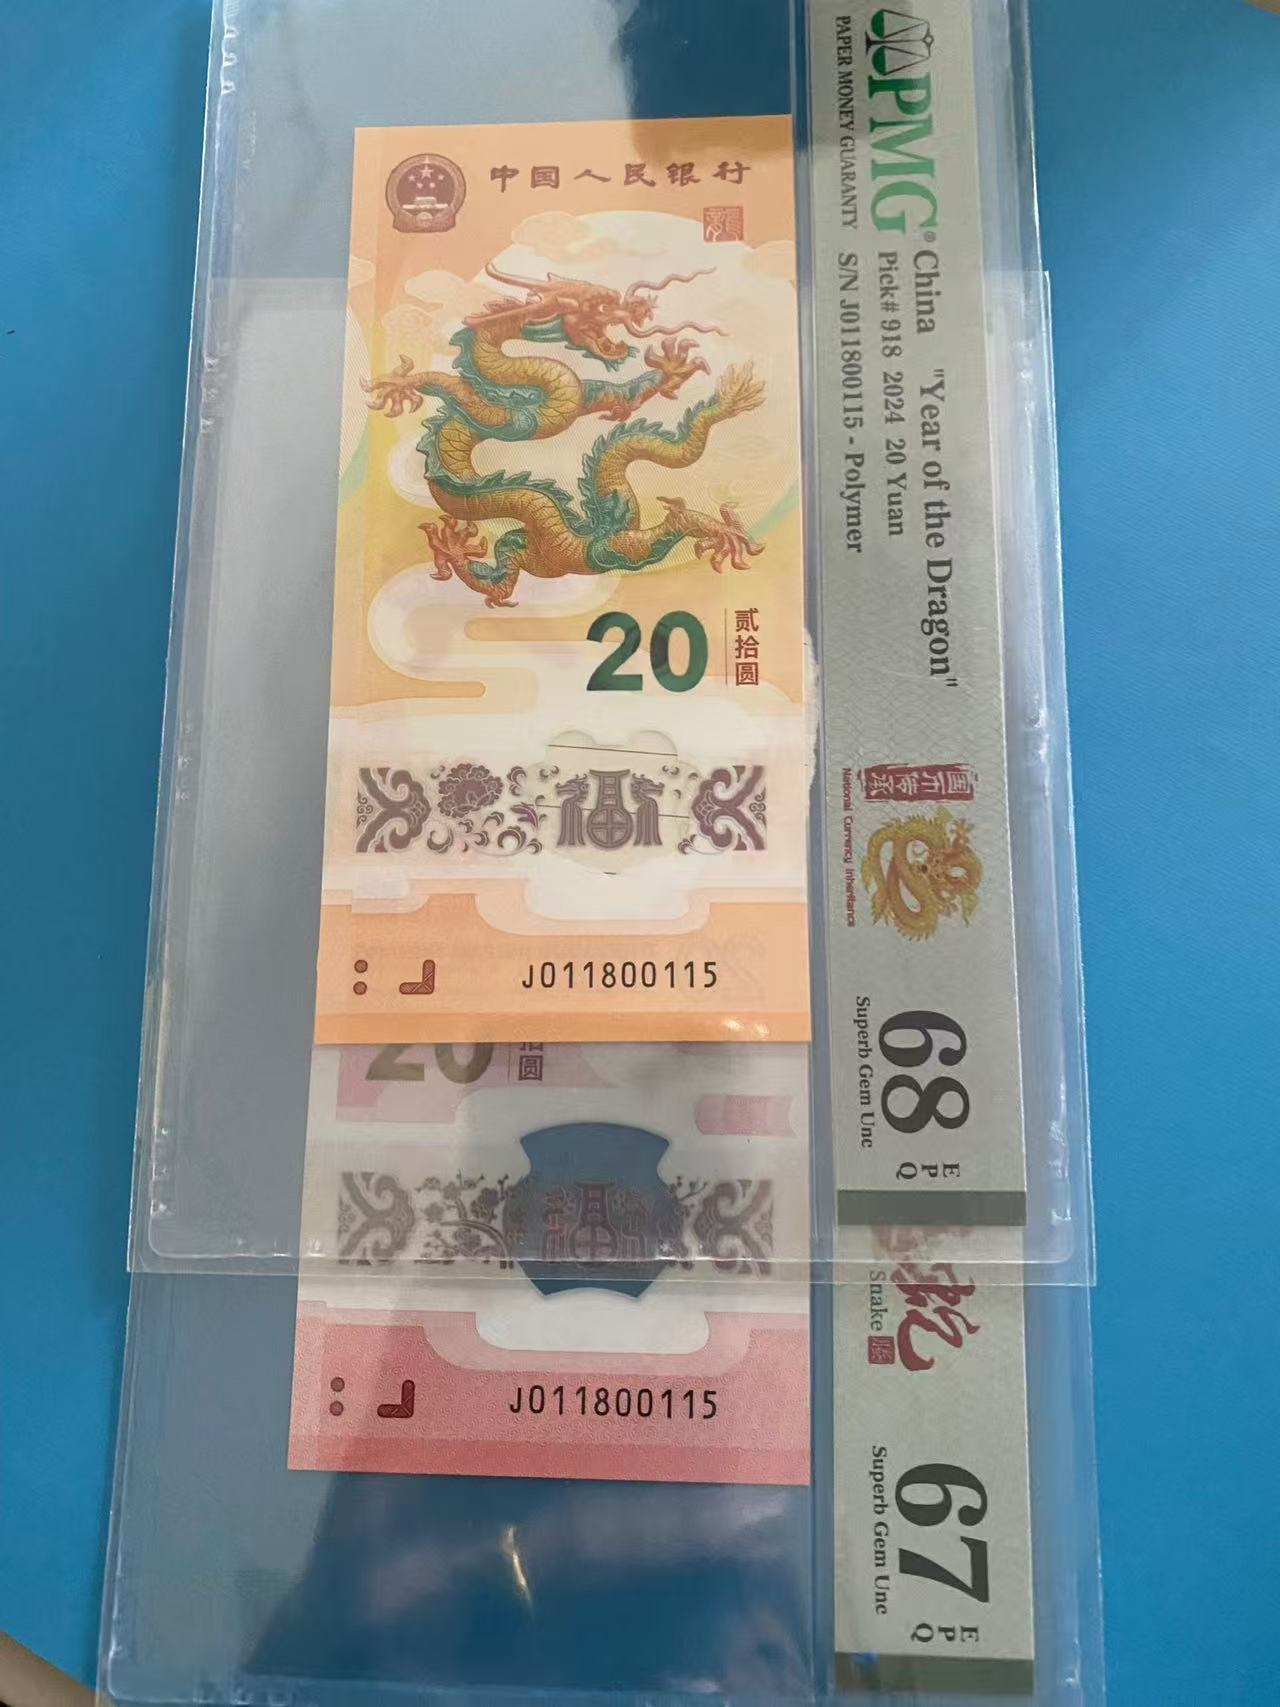 中国人民银行
20
贰拾圆
J011800115
20
拾圆
J011800115
PMG®
PAPER MONEY GUARANTY
China "Year of the Dragon"
Pick# 918 2024 20 Yuan
S/N J011800115 - Polymer
国币传承
National Currency Inheritance
68 EPQ
Superb Gem Unc
蛇
Snake
67 EPQ
Superb Gem Unc